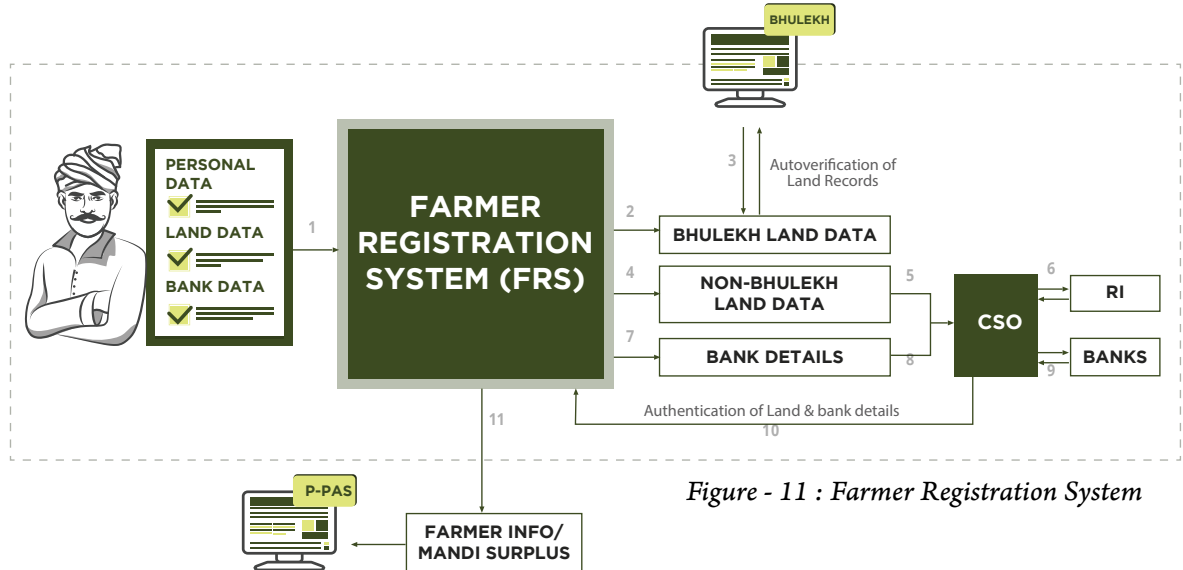 BHULEKH
PERSONAL
DATA
LAND DATA
BANK DATA
1
FARMER
REGISTRATION
SYSTEM (FRS)
2
3
Autoverification of
Land Records
BHULEKH LAND DATA
4
NON-BHULEKH
LAND DATA
5
7
BANK DETAILS
8
CSO
6
RI
BANKS
9
Authentication of Land & bank details
10
11
Figure - 11 : Farmer Registration System
P-PAS
FARMER INFO/
MANDI SURPLUS